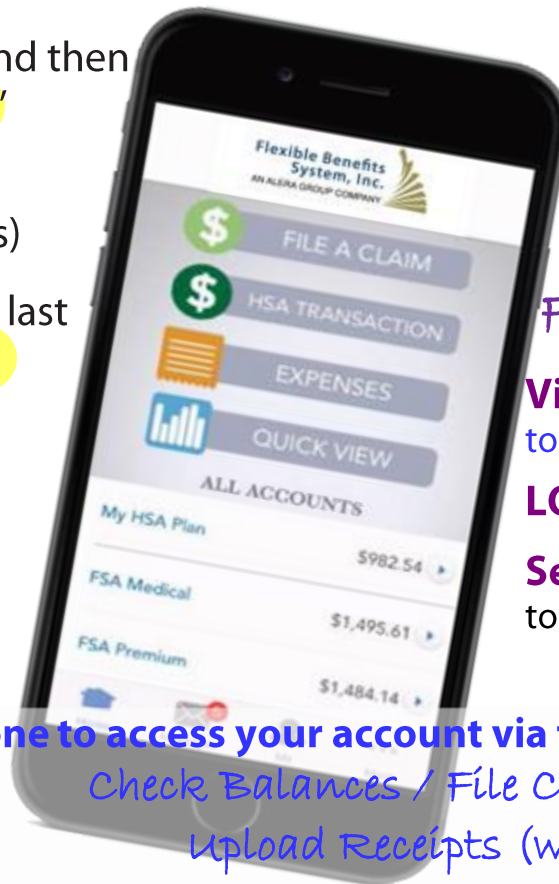 nd then
"
s)
last
Flexible Benefits
System, Inc.
AN ALERA GROUP COMPANY
FILE A CLAIM
HSA TRANSACTION
EXPENSES
QUICK VIEW
ALL ACCOUNTS
My HSA Plan
$982.54
FSA Medical
$1,495.61
FSA Premium
$1,484.14
F
Vi
to
LO
Se
to
ne to access your account via t
Check Balances / File C
Upload Receipts (w